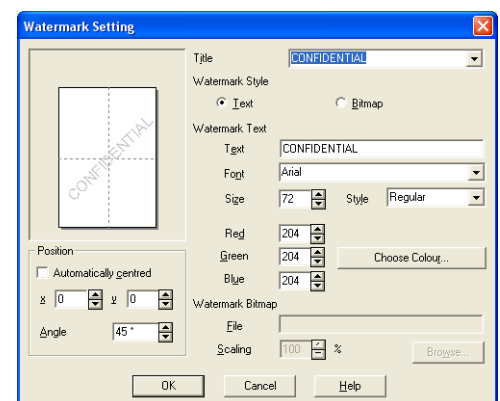 Watermark Setting
Title CONFIDENTIAL
Watermark Style
Text Bitmap
CONFIDENTIAL
Watermark Text
Text CONFIDENTIAL
Font Arial
Size 72 Style Regular
Red 204
Green 204 Choose Colour...
Blue 204
Position
Automatically centred
x 0 y 0
Angle 45 °
Watermark Bitmap
File
Scaling 100 % Browse...
OK Cancel Help